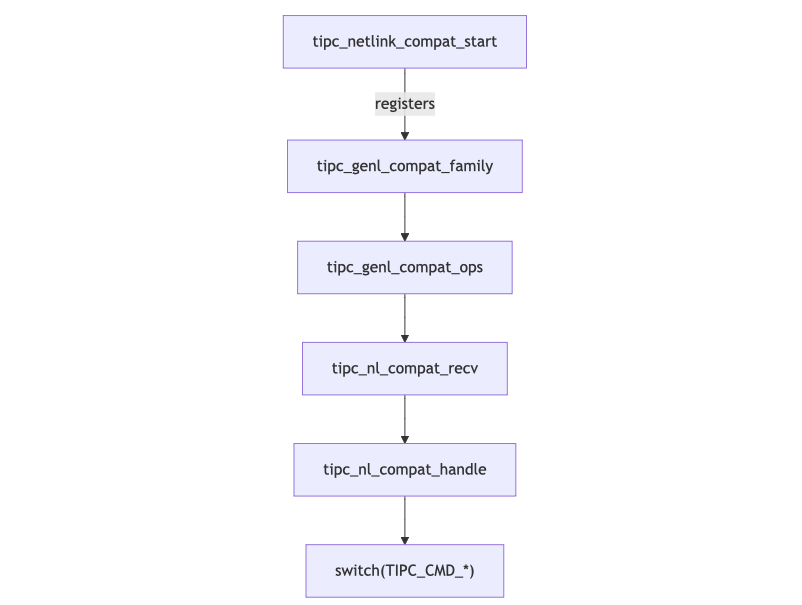 tipc_netlink_compat_start
registers
tipc_genl_compat_family
tipc_genl_compat_ops
tipc_nl_compat_recv
tipc_nl_compat_handle
switch(TIPC_CMD_*)